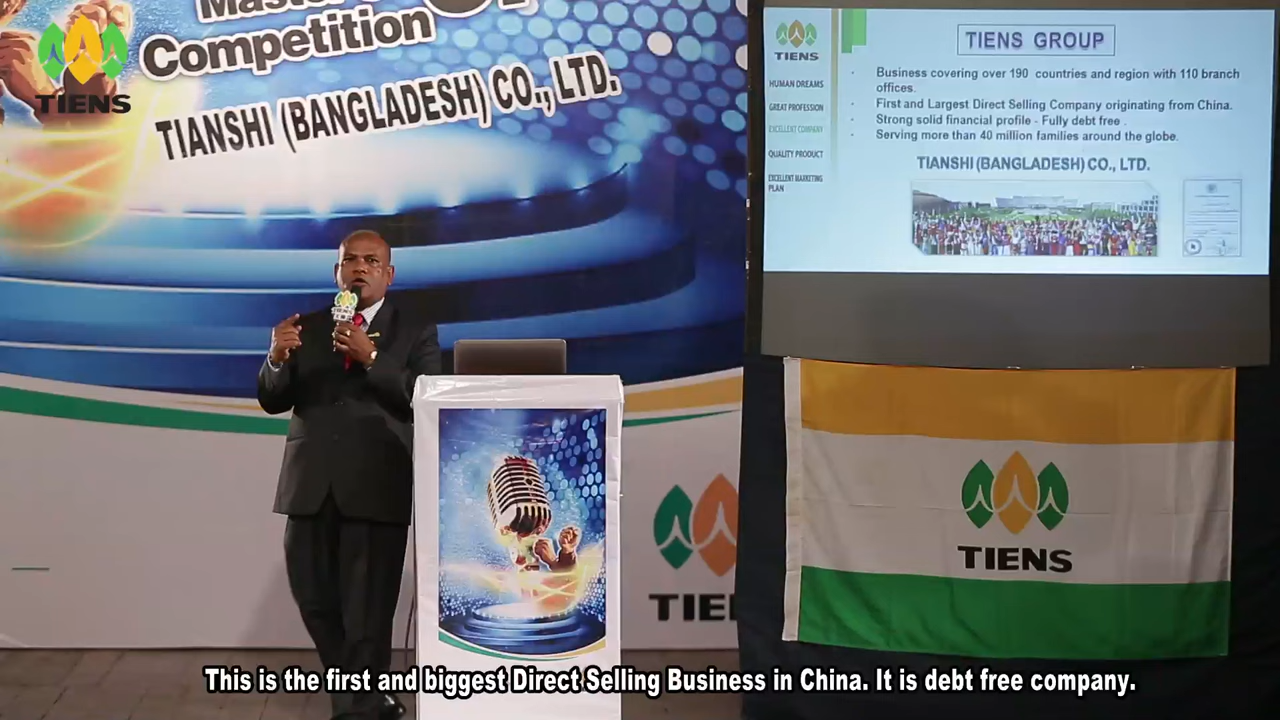 Master
Competition
TIANSHI (BANGLADESH) CO., LTD.
TIENS
TIENS
HUMAN DREAMS
GREAT PROFESSION
EXCELLENT COMPANY
QUALITY PRODUCT
EXCELLENT MARKETING
PLAN
TIENS GROUP
· Business covering over 190 countries and region with 110 branch
offices.
· First and Largest Direct Selling Company originating from China.
· Strong solid financial profile - Fully debt free .
· Serving more than 40 million families around the globe.
TIANSHI (BANGLADESH) CO., LTD.
TIENS
TIE
TIENS
This is the first and biggest Direct Selling Business in China. It is debt free company.